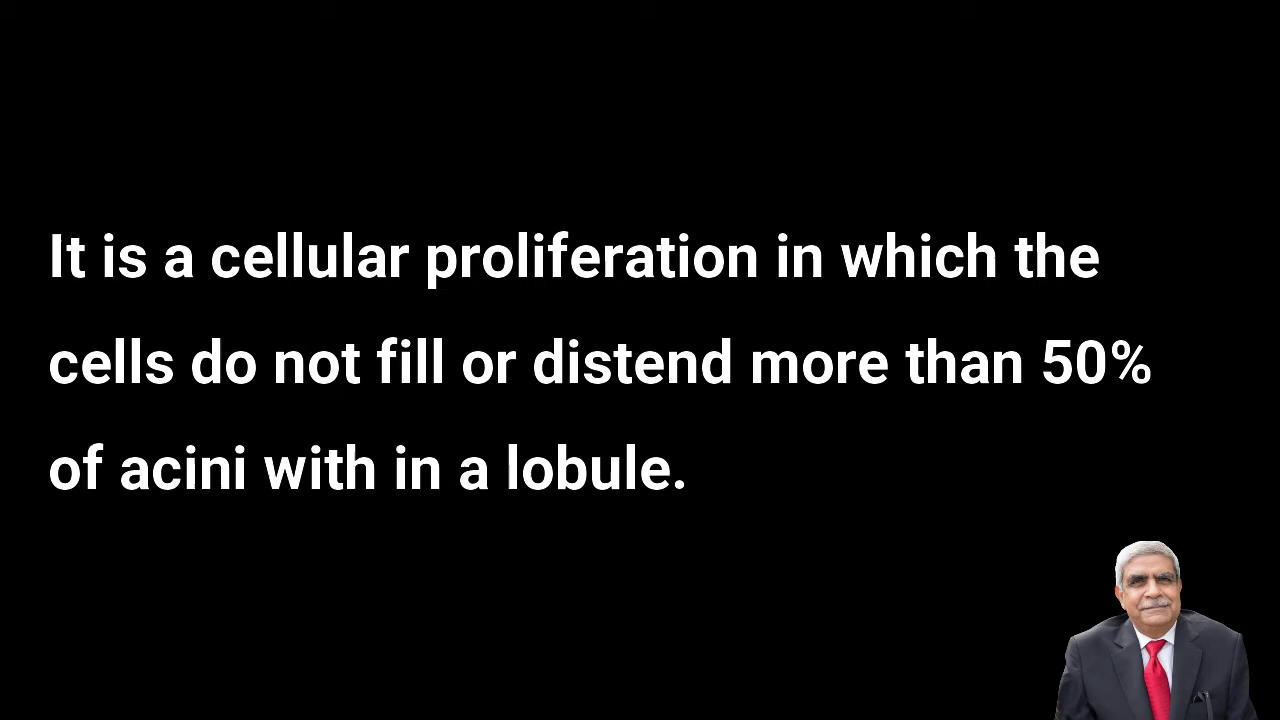 It is a cellular proliferation in which the
cells do not fill or distend more than 50%
of acini with in a lobule.